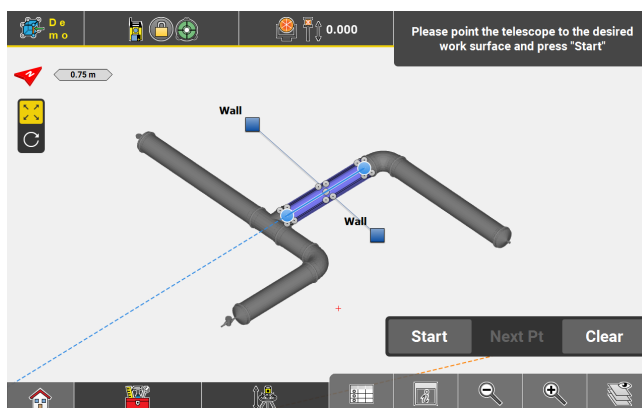 De
mo
0.000
Please point the telescope to the desired
work surface and press "Start"
N
0.75 m
Wall
Wall
Start
Next Pt
Clear